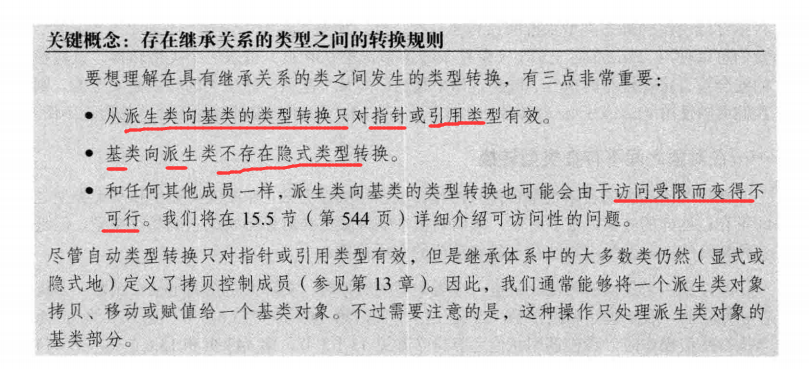 关键概念：存在继承关系的类型之间的转换规则
要想理解在具有继承关系的类之间发生的类型转换，有三点非常重要：
• 从派生类向基类的类型转换只对指针或引用类型有效。
• 基类向派生类不存在隐式类型转换。
• 和任何其他成员一样，派生类向基类的类型转换也可能会由于访问受限而变得不
可行。我们将在 15.5 节（第 544 页）详细介绍可访问性的问题。
尽管自动类型转换只对指针或引用类型有效，但是继承体系中的大多数类仍然（显式或
隐式地）定义了拷贝控制成员（参见第 13 章）。因此，我们通常能够将一个派生类对象
拷贝、移动或赋值给一个基类对象。不过需要注意的是，这种操作只处理派生类对象的
基类部分。